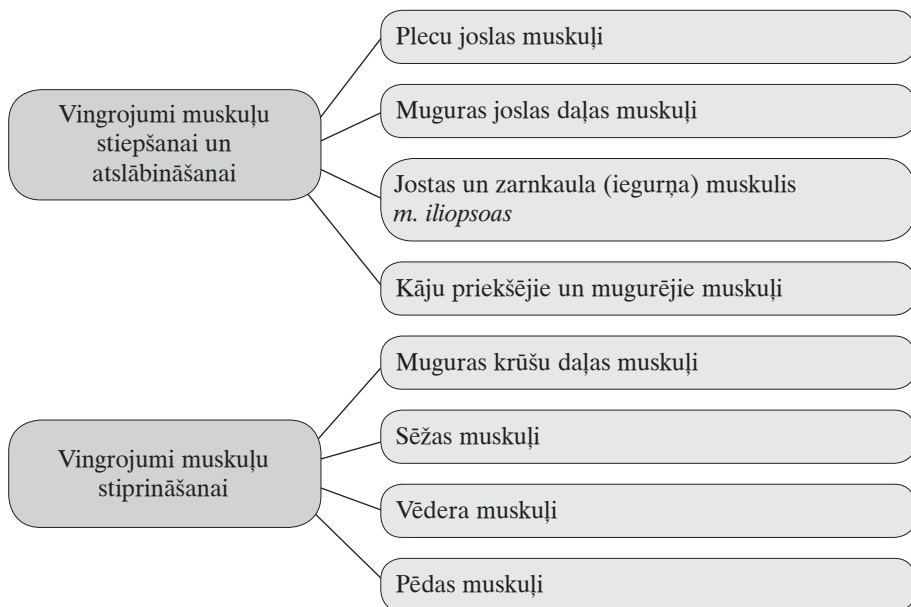 Vingrojumi muskuļu
stiepšanai un
atslābināšanai
Plecu joslas muskuļi
Muguras joslas daļas muskuļi
Jostas un zarnkaula (iegurņa) muskulis
m. iliopsoas
Kāju priekšējie un mugurējie muskuļi
Vingrojumi muskuļu
stiprināšanai
Muguras krūšu daļas muskuļi
Sēžas muskuļi
Vēdera muskuļi
Pēdas muskuļi